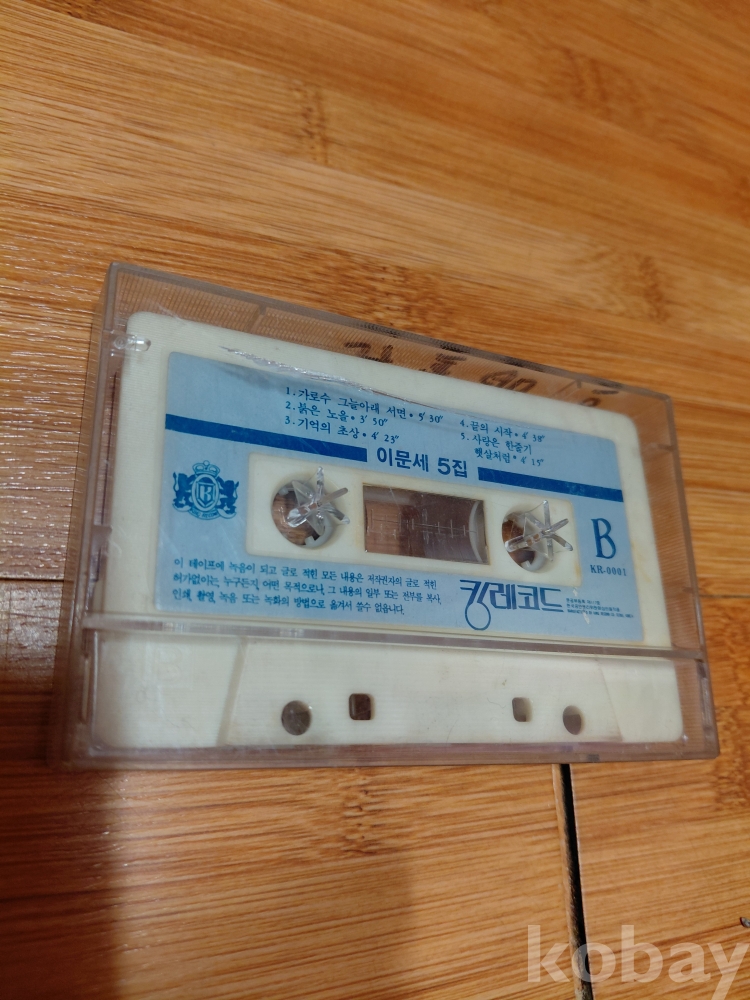 1. 가로수 그늘아래 서면 • 5′ 30″
2. 붉은 노을 • 3′ 50″
3. 기억의 초상 • 4′ 23″
4. 끝의 시작 • 4′ 38″
5. 사랑은 한줄기
햇살처럼 • 4′ 15″
이문세 5집
B
KR-0001
이 테이프에 녹음이 되고 글로 적힌 모든 내용은 저작권자의 글로 적힌
허가없이는, 누구든지, 어떤 목적으로나, 그 내용의 일부 또는 전부를 복사,
인쇄, 촬영, 녹음 또는 녹화의 방법으로 옮겨서 쓸수 없읍니다.
킹레코드
kobay